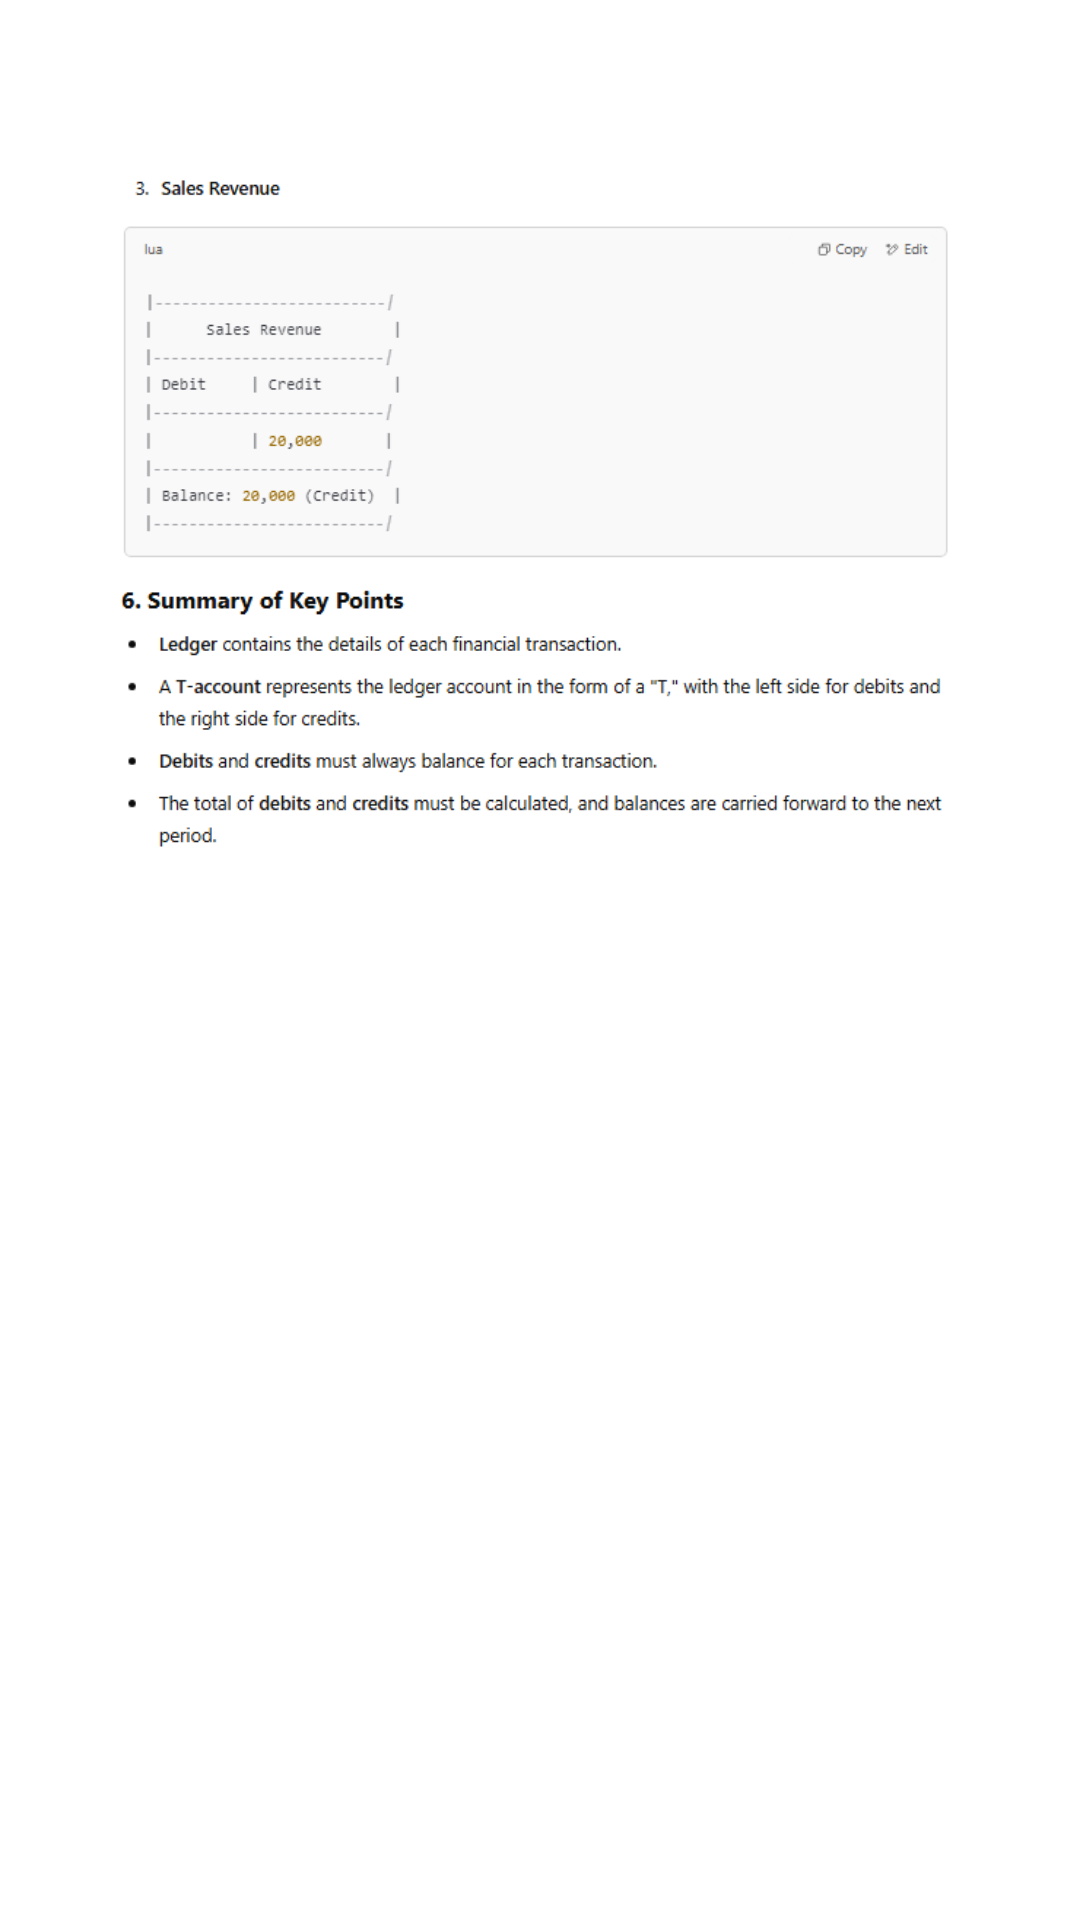 3. Sales Revenue
lua
Copy Edit
|--------------------------/
| Sales Revenue |
|--------------------------/
| Debit | Credit |
|--------------------------/
| | 20,000 |
|--------------------------/
| Balance: 20,000 (Credit) |
|--------------------------/
6. Summary of Key Points
• Ledger contains the details of each financial transaction.
• A T-account represents the ledger account in the form of a "T," with the left side for debits and
the right side for credits.
• Debits and credits must always balance for each transaction.
• The total of debits and credits must be calculated, and balances are carried forward to the next
period.